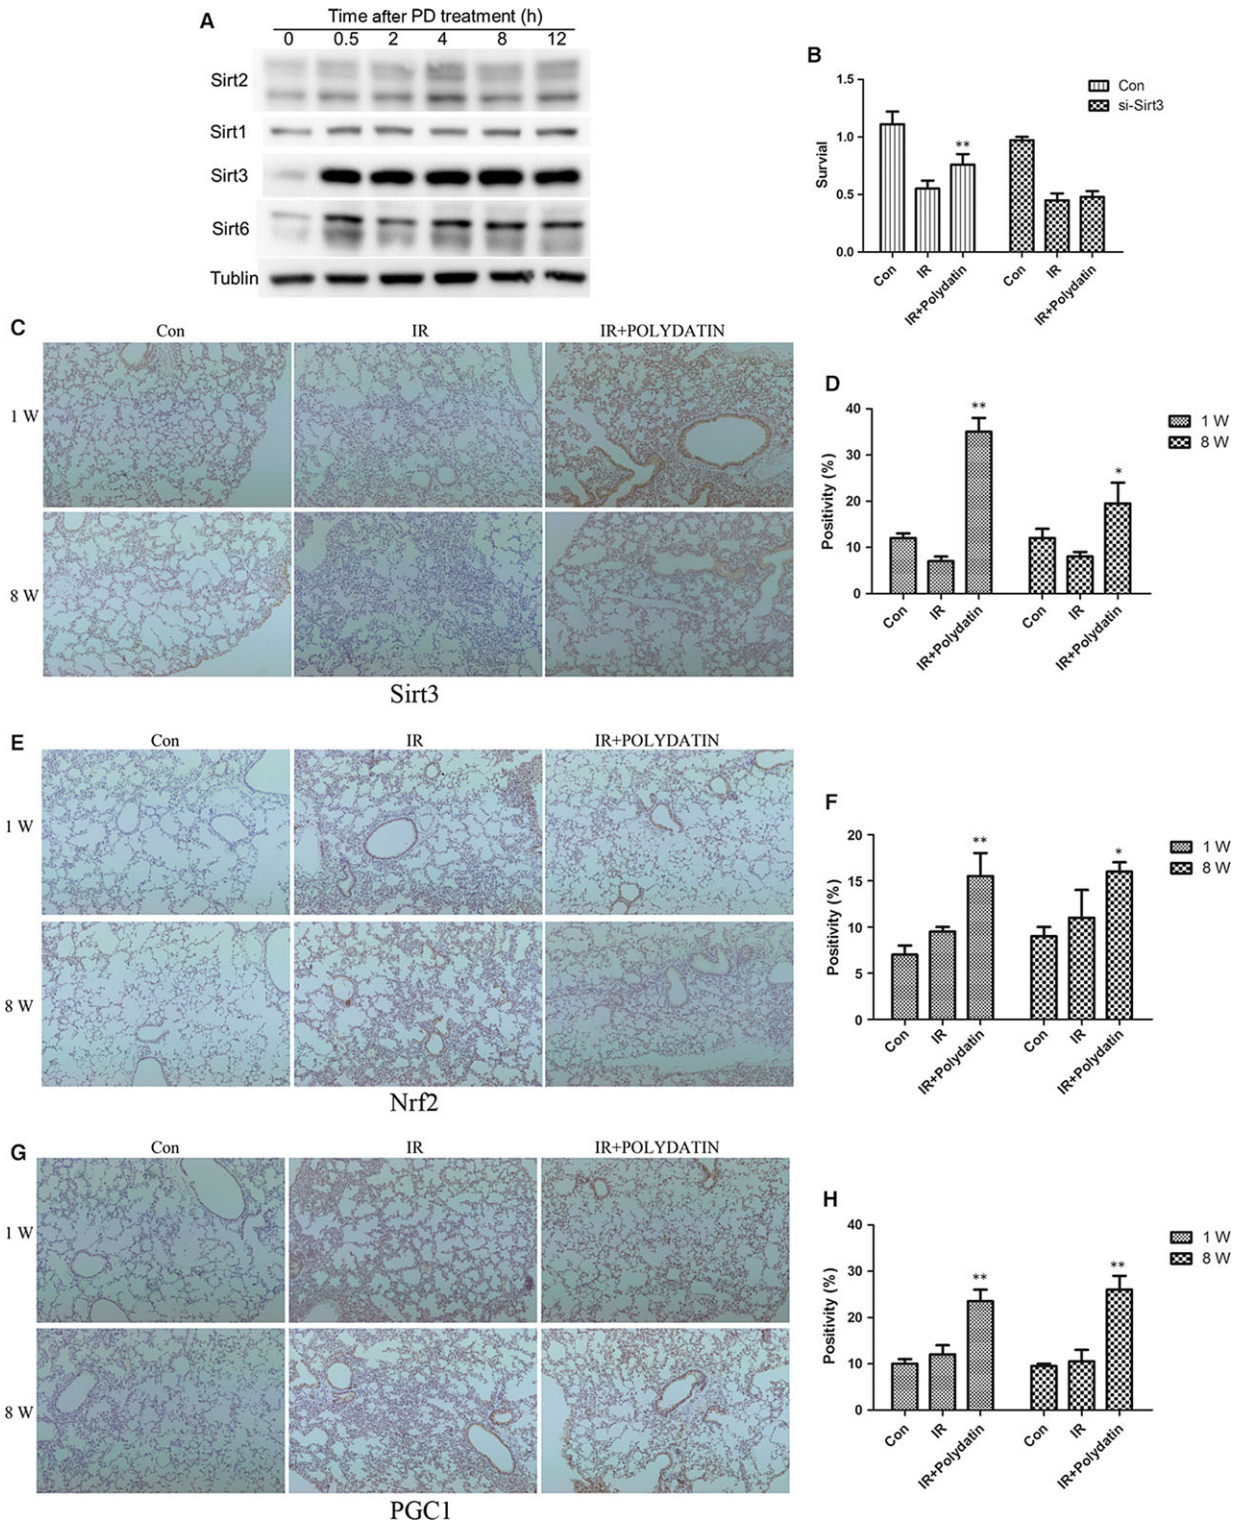 A
Time after PD treatment (h)
0 0.5 2 4 8 12
Sirt2
Sirt1
Sirt3
Sirt6
Tublin
B
1.5
1.0
0.5
0.0
Survial
**
Con IR IR+Polydatin Con IR IR+Polydatin
Con
si-Sirt3
C
Con IR IR+POLYDATIN
1 W
8 W
Sirt3
D
40
30
20
10
0
Positivity (%)
** *
Con IR IR+Polydatin Con IR IR+Polydatin
1 W
8 W
E
Con IR IR+POLYDATIN
1 W
8 W
Nrf2
F
20
15
10
5
0
Positivity (%)
** *
Con IR IR+Polydatin Con IR IR+Polydatin
1 W
8 W
G
Con IR IR+POLYDATIN
1 W
8 W
PGC1
H
40
30
20
10
0
Positivity (%)
** **
Con IR IR+Polydatin Con IR IR+Polydatin
1 W
8 W